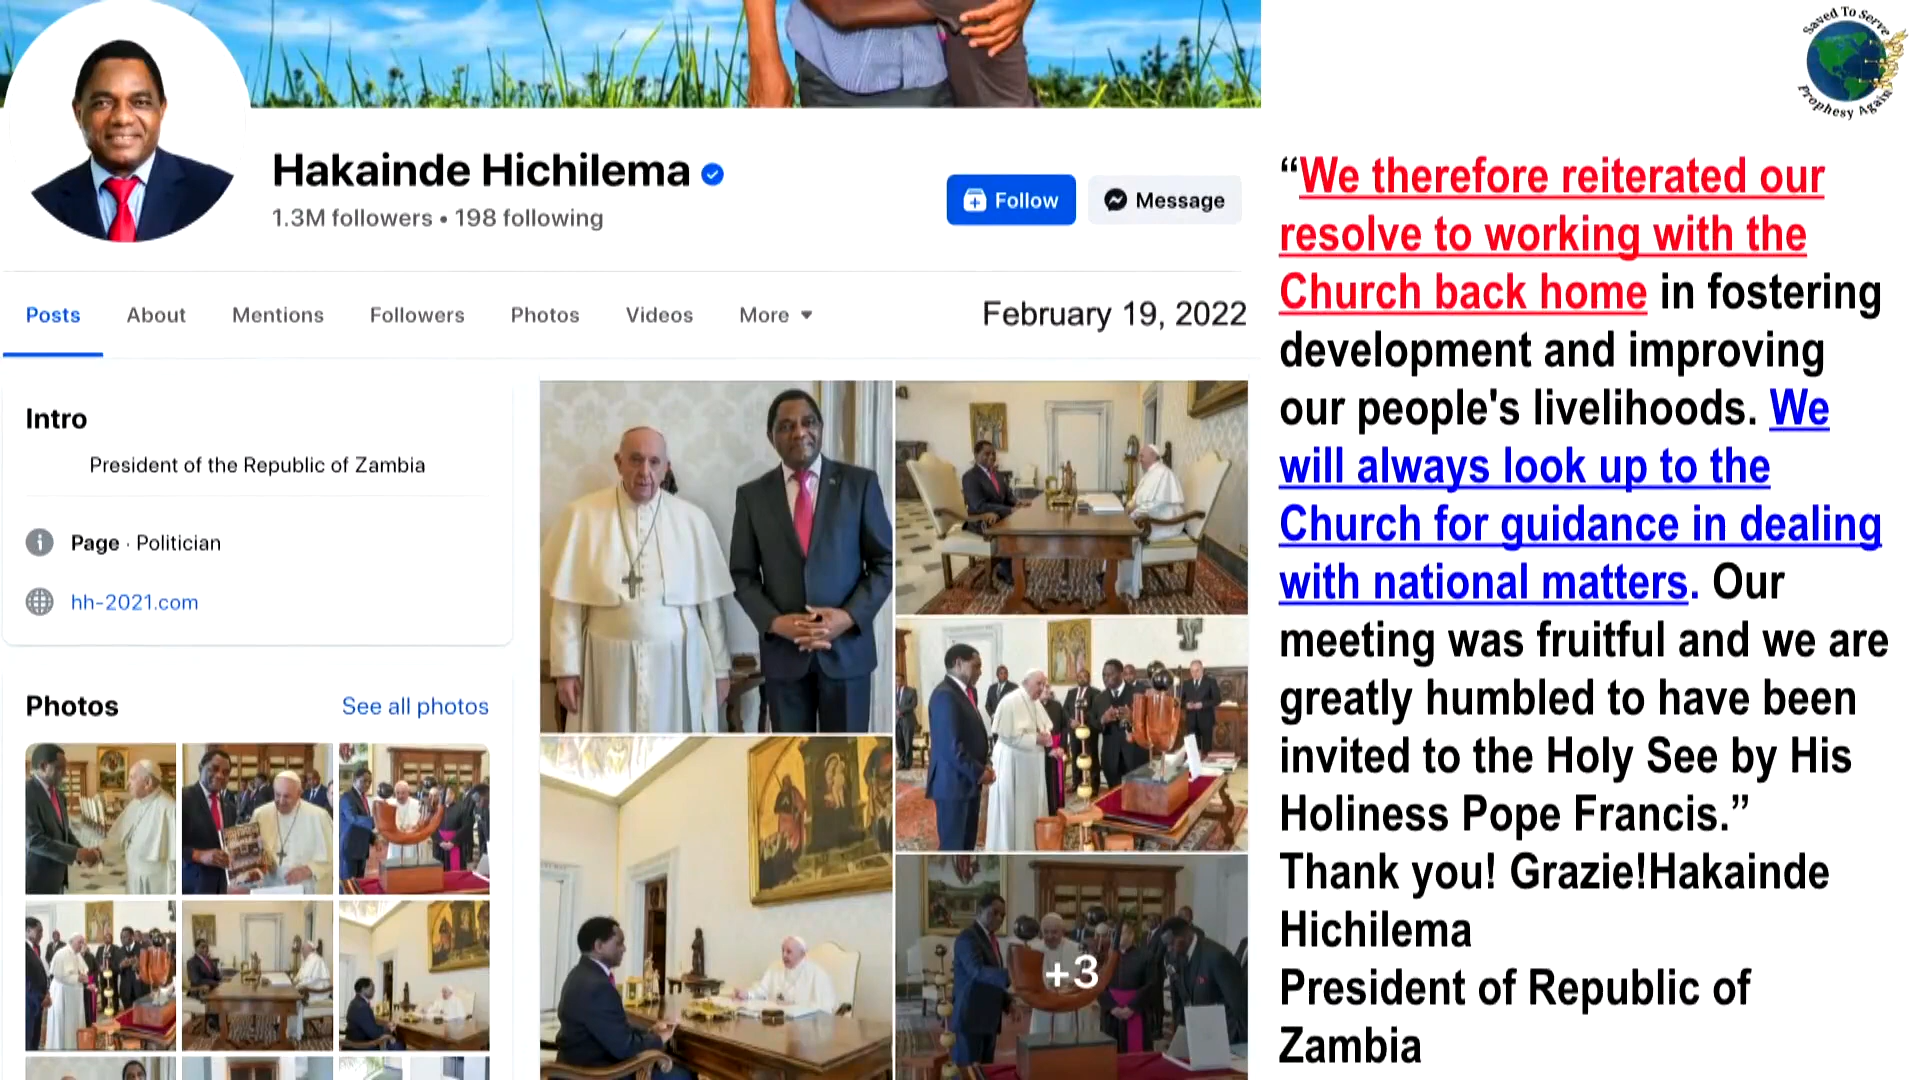 Saved To Serve
Prophesy Again
Hakainde Hichilema
1.3M followers • 198 following
Follow
Message
Posts
About
Mentions
Followers
Photos
Videos
More
February 19, 2022
Intro
President of the Republic of Zambia
Page · Politician
hh-2021.com
Photos
See all photos
+3
“We therefore reiterated our
resolve to working with the
Church back home in fostering
development and improving
our people's livelihoods. We
will always look up to the
Church for guidance in dealing
with national matters. Our
meeting was fruitful and we are
greatly humbled to have been
invited to the Holy See by His
Holiness Pope Francis.”
Thank you! Grazie!Hakainde
Hichilema
President of Republic of
Zambia